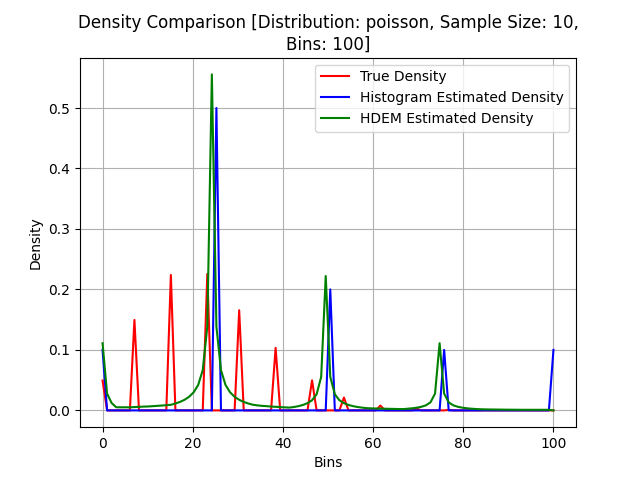 Density Comparison [Distribution: poisson, Sample Size: 10,
Bins: 100]
True Density
Histogram Estimated Density
HDEM Estimated Density
Density
0.5
0.4
0.3
0.2
0.1
0.0
0 20 40 60 80 100
Bins